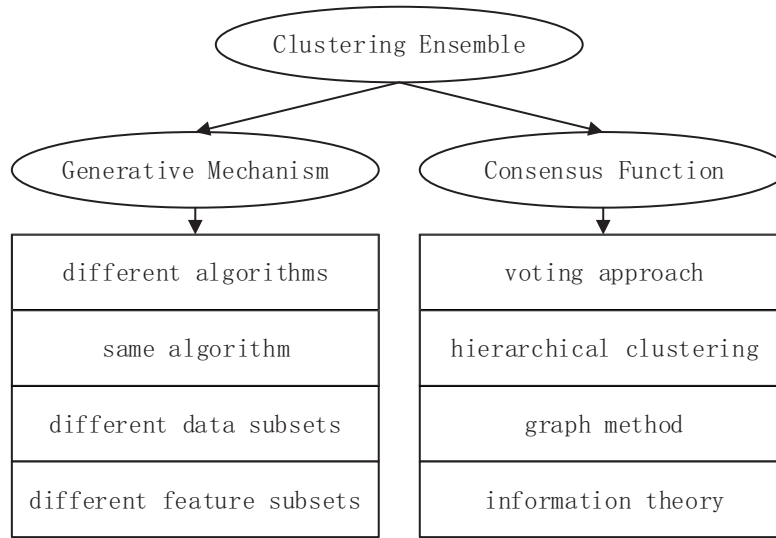 Clustering Ensemble
Generative Mechanism
Consensus Function
different algorithms
same algorithm
different data subsets
different feature subsets
voting approach
hierarchical clustering
graph method
information theory